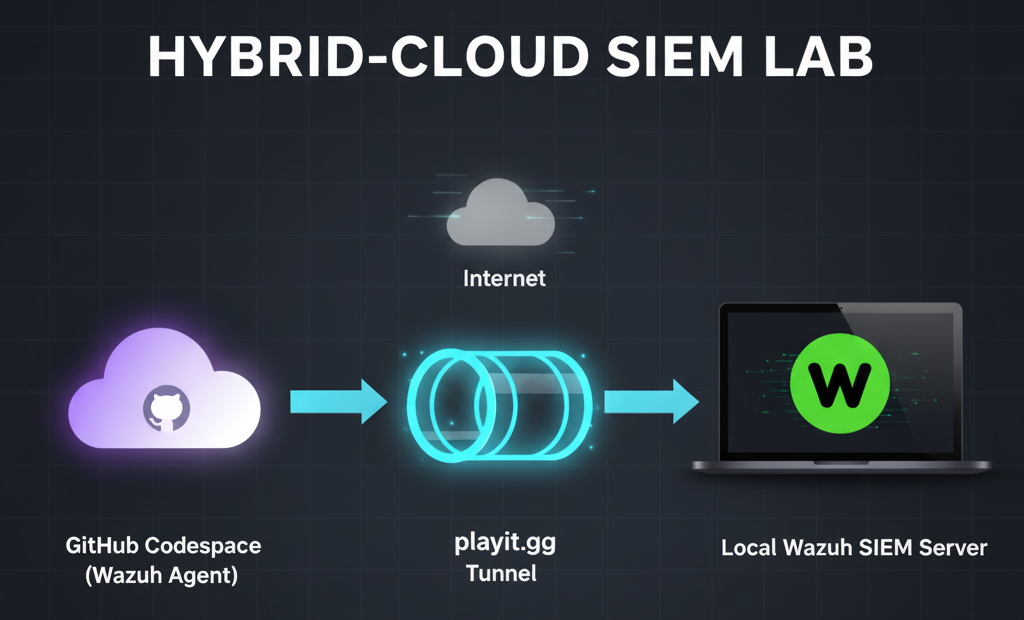 HYBRID-CLOUD SIEM LAB
Internet
W
GitHub Codespace
(Wazuh Agent)
playit.gg
Tunnel
Local Wazuh SIEM Server